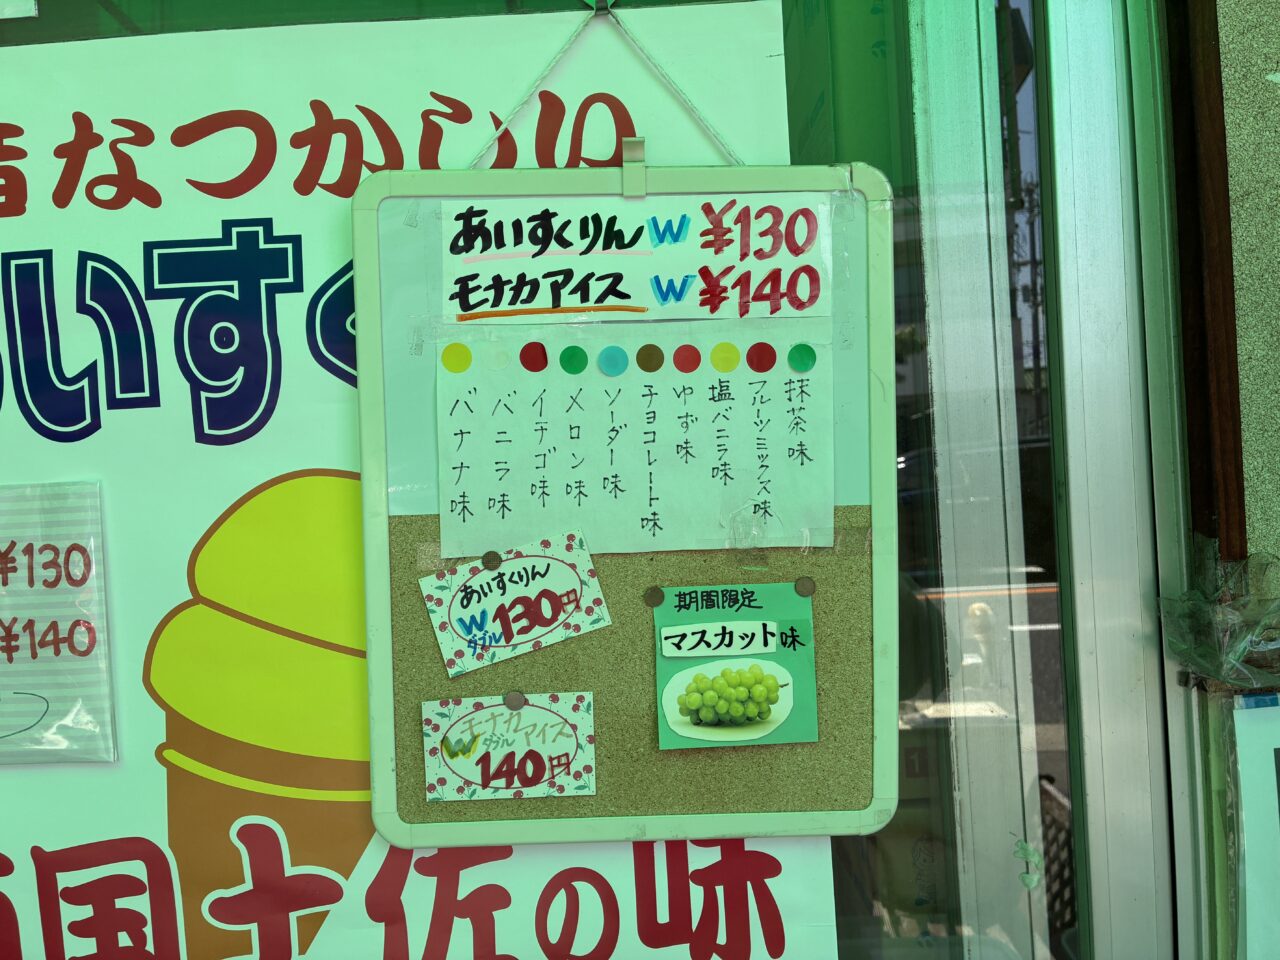 昔なつかしい
あいすく
¥130
¥140
あいすくりん W ¥130
モナカアイス W ¥140
バナナ味
バニラ味
イチゴ味
メロン味
ソーダー味
チョコレート味
ゆず味
塩バニラ味
フルーツミックス味
抹茶味
あいすくりん
Wダブル 130円
モナカアイス
Wダブル 140円
期間限定
マスカット味
国土佐の味